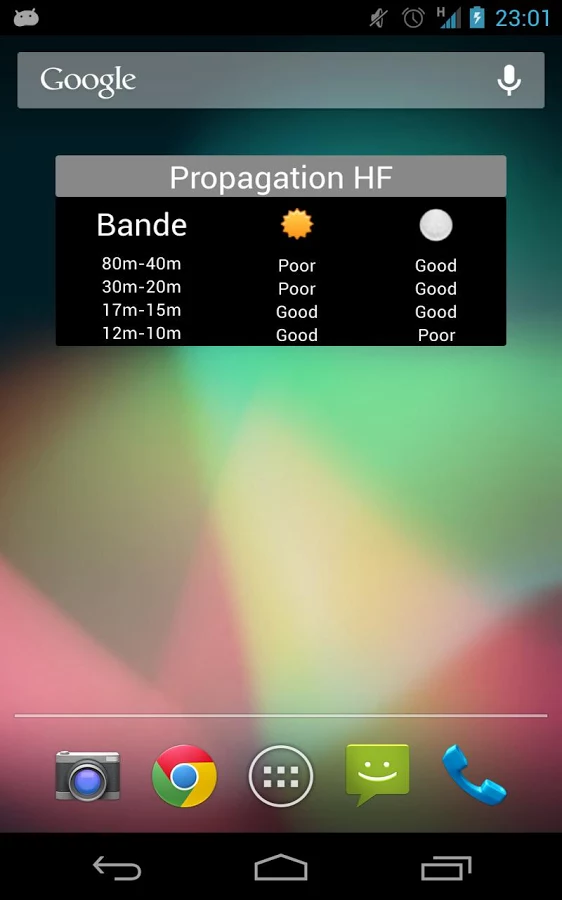 H 23:01
Google
Propagation HF
Bande
80m-40m Poor Good
30m-20m Poor Good
17m-15m Good Good
12m-10m Good Poor